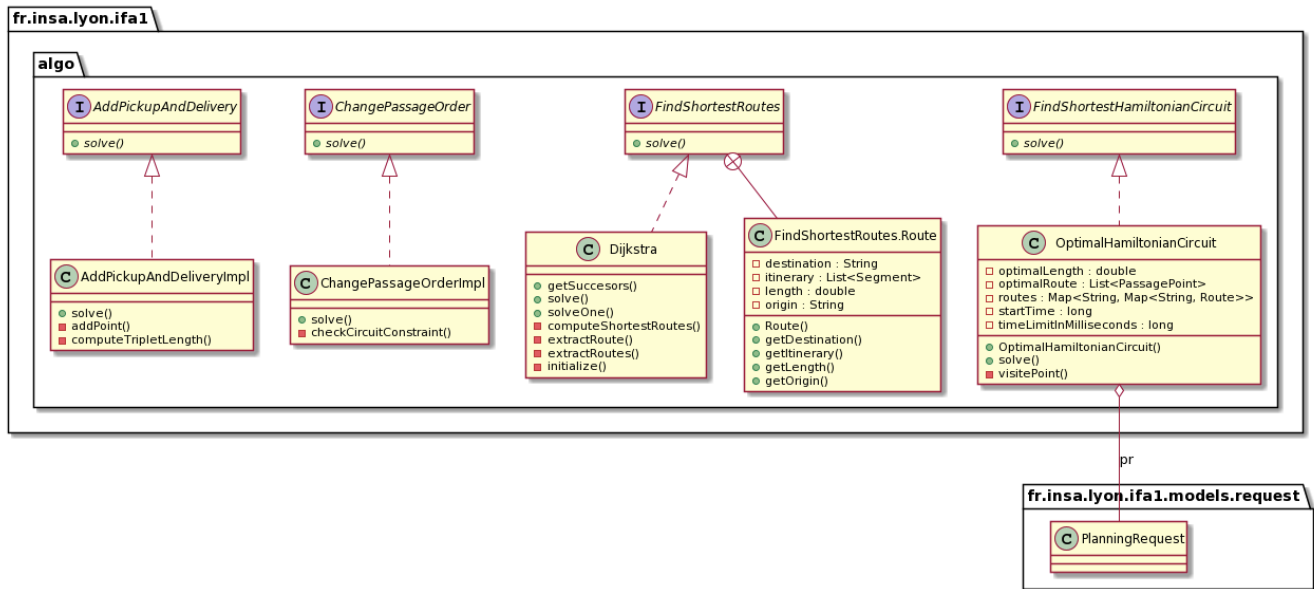 fr.insa.lyon.ifa1
algo
I AddPickupAndDelivery
solve()
I ChangePassageOrder
solve()
I FindShortestRoutes
solve()
I FindShortestHamiltonianCircuit
solve()
C AddPickupAndDeliveryImpl
solve()
addPoint()
computeTripletLength()
C ChangePassageOrderImpl
solve()
checkCircuitConstraint()
C Dijkstra
getSuccesors()
solve()
solveOne()
computeShortestRoutes()
extractRoute()
extractRoutes()
initialize()
C FindShortestRoutes.Route
destination : String
itinerary : List<Segment>
length : double
origin : String
Route()
getDestination()
getItinerary()
getLength()
getOrigin()
C OptimalHamiltonianCircuit
optimalLength : double
optimalRoute : List<PassagePoint>
routes : Map<String, Map<String, Route>>
startTime : long
timeLimitInMilliseconds : long
OptimalHamiltonianCircuit()
solve()
visitePoint()
pr
fr.insa.lyon.ifa1.models.request
C PlanningRequest